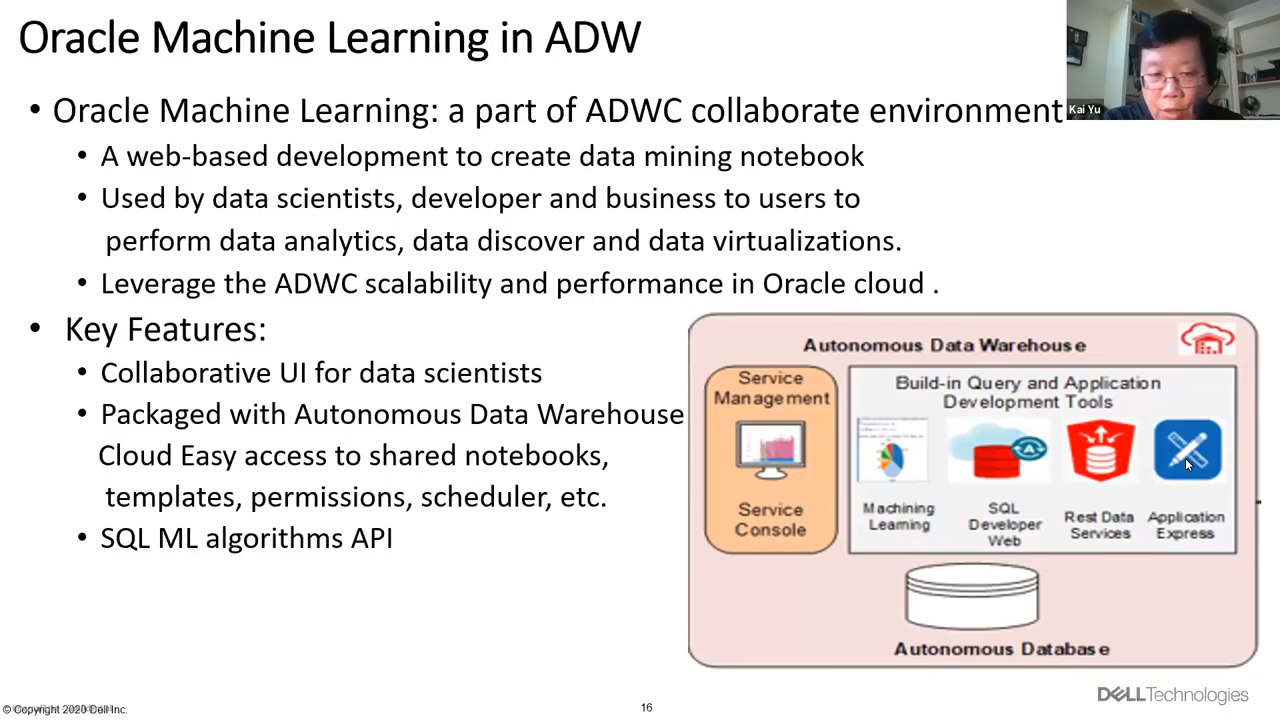 Oracle Machine Learning in ADW
Kai Yu
• Oracle Machine Learning: a part of ADWC collaborate environment
• A web-based development to create data mining notebook
• Used by data scientists, developer and business to users to
perform data analytics, data discover and data virtualizations.
• Leverage the ADWC scalability and performance in Oracle cloud .
• Key Features:
• Collaborative UI for data scientists
• Packaged with Autonomous Data Warehouse
Cloud Easy access to shared notebooks,
templates, permissions, scheduler, etc.
• SQL ML algorithms API
Autonomous Data Warehouse
Service
Management
Service
Console
Build-in Query and Application
Development Tools
Machining
Learning
SQL
Developer
Web
Rest Data
Services
Application
Express
Autonomous Database
© Copyright 2020 Dell Inc.
16
DELL Technologies